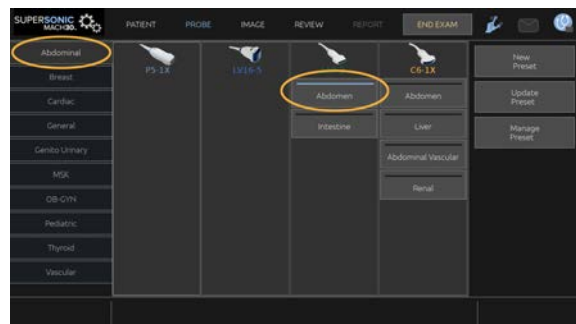 SUPERSONIC
MACH30.
PATIENT
PROBE
IMAGE
REVIEW
REPORT
END EXAM
Abdominal
Breast
Cardiac
General
Genito Urinary
MSK
OB-GYN
Pediatric
Thyroid
Vascular
P5-1X
LV16-5
C6-1X
Abdomen
Intestine
Abdomen
Liver
Abdominal Vascular
Renal
New
Preset
Update
Preset
Manage
Preset